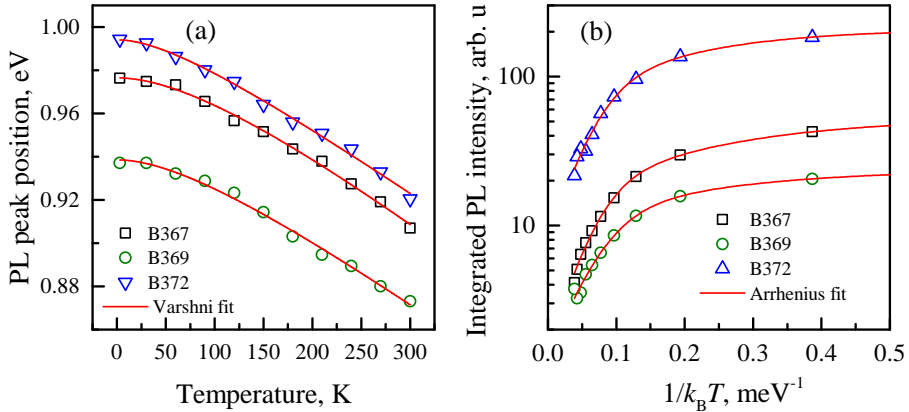 (a)
PL peak position, eV
1.00
0.96
0.92
0.88
B367
B369
B372
Varshni fit
0
50
100
150
200
250
300
Temperature, K
(b)
Integrated PL intensity, arb. u
100
10
B367
B369
B372
Arrhenius fit
0.0
0.1
0.2
0.3
0.4
0.5
1/k_BT, meV⁻¹